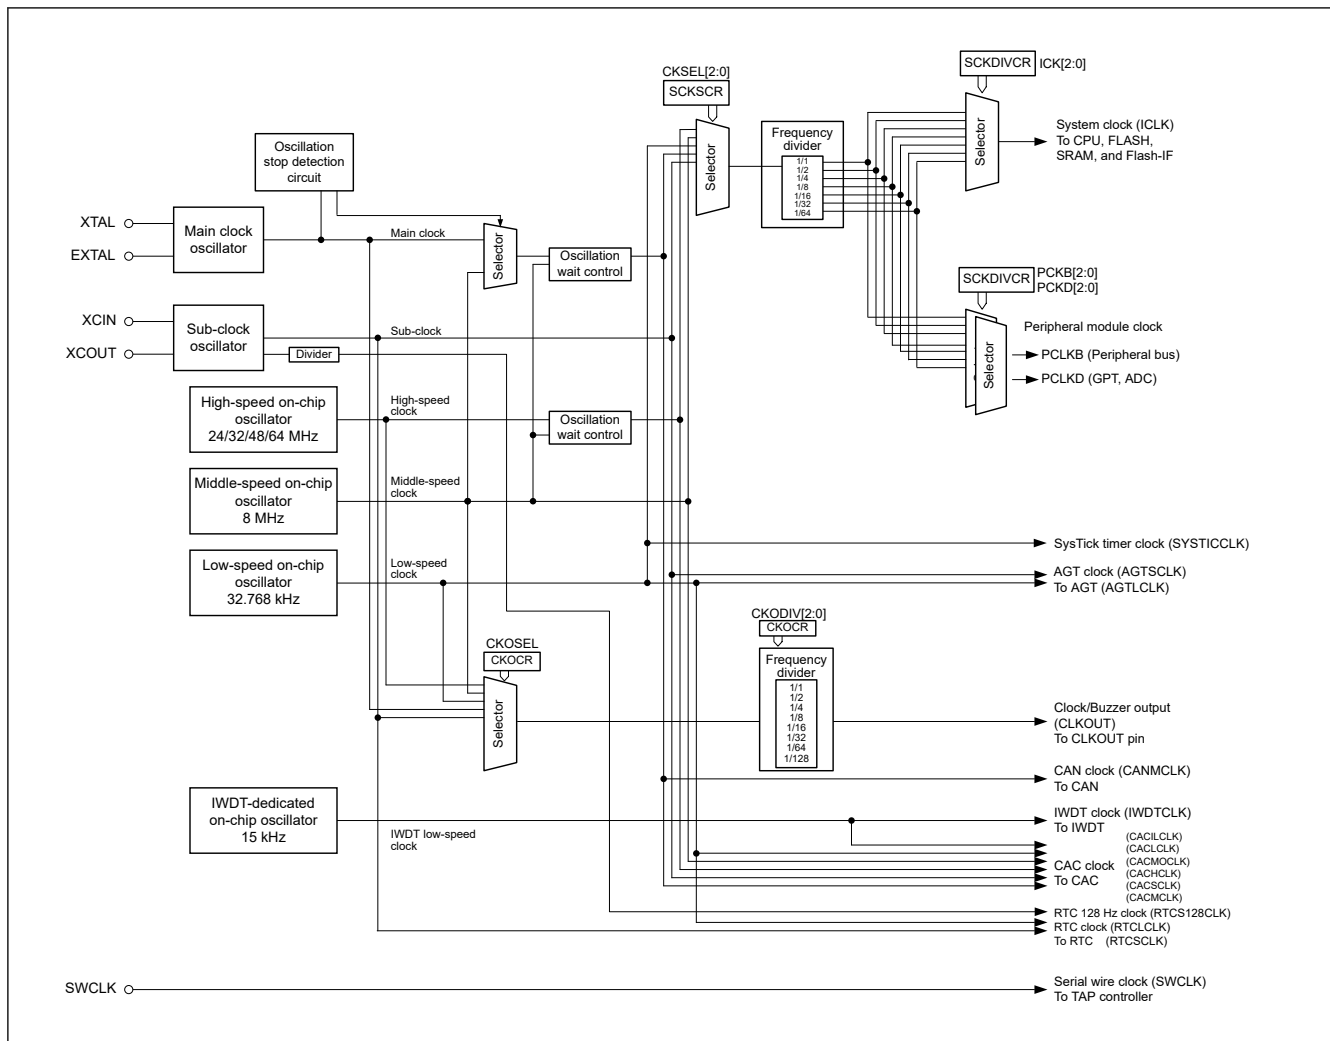 CKSEL[2:0]
SCKSCR
SCKDIVCR
ICK[2:0]
Selector
System clock (ICLK)
To CPU, FLASH,
SRAM, and Flash-IF
Frequency
divider
1/1
1/2
1/4
1/8
1/16
1/32
1/64
Selector
Oscillation
stop detection
circuit
XTAL
EXTAL
Main clock
oscillator
Main clock
Selector
Oscillation
wait control
SCKDIVCR
PCKB[2:0]
PCKD[2:0]
Selector
Peripheral module clock
PCLKB (Peripheral bus)
PCLKD (GPT, ADC)
XCIN
XCOUT
Sub-clock
oscillator
Sub-clock
Divider
High-speed on-chip
oscillator
24/32/48/64 MHz
High-speed
clock
Oscillation
wait control
Middle-speed on-chip
oscillator
8 MHz
Middle-speed
clock
Low-speed on-chip
oscillator
32.768 kHz
Low-speed
clock
SysTick timer clock (SYSTICCLK)
AGT clock (AGTSCLK)
To AGT (AGTLCLK)
CKOSEL
CKOCR
Selector
CKODIV[2:0]
CKOCR
Frequency
divider
1/1
1/2
1/4
1/8
1/16
1/32
1/64
1/128
Clock/Buzzer output
(CLKOUT)
To CLKOUT pin
CAN clock (CANMCLK)
To CAN
IWDT-dedicated
on-chip oscillator
15 kHz
IWDT low-speed
clock
IWDT clock (IWDTCLK)
To IWDT
(CACILCLK)
(CACLCLK)
(CACMOCLK)
(CACHCLK)
(CACSCLK)
(CACMCLK)
CAC clock
To CAC
RTC 128 Hz clock (RTCS128CLK)
RTC clock (RTCLCLK)
To RTC (RTCSCLK)
SWCLK
Serial wire clock (SWCLK)
To TAP controller